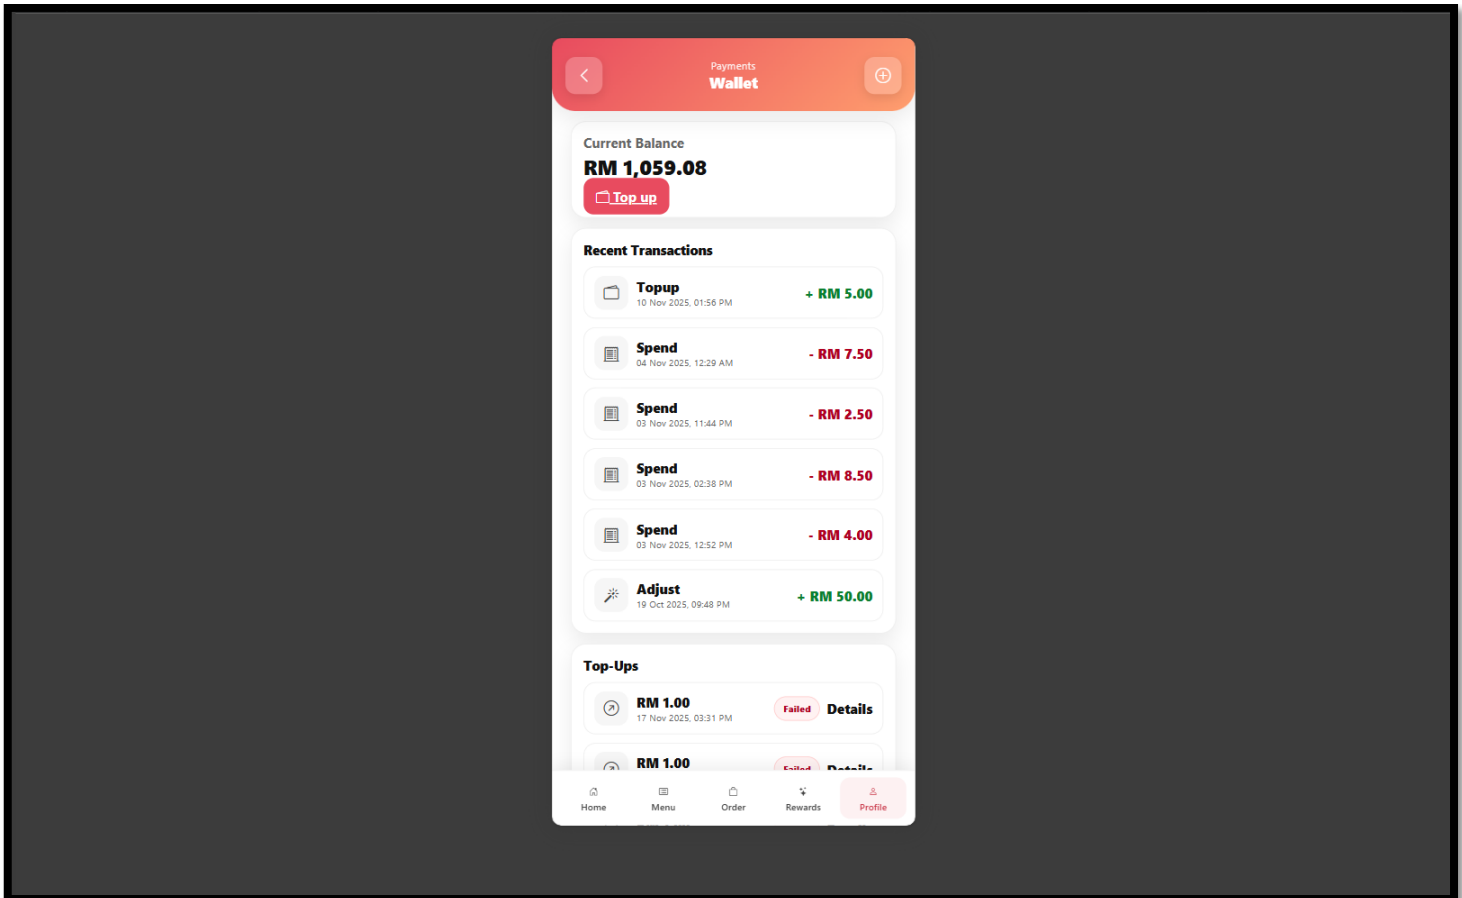 Payments
Wallet
Current Balance
RM 1,059.08
Top up
Recent Transactions
Topup
10 Nov 2025, 01:56 PM
+ RM 5.00
Spend
04 Nov 2025, 12:29 AM
- RM 7.50
Spend
03 Nov 2025, 11:44 PM
- RM 2.50
Spend
03 Nov 2025, 02:38 PM
- RM 8.50
Spend
03 Nov 2025, 12:52 PM
- RM 4.00
Adjust
19 Oct 2025, 09:48 PM
+ RM 50.00
Top-Ups
RM 1.00
17 Nov 2025, 03:31 PM
Failed
Details
RM 1.00
Failed
Details
Home
Menu
Order
Rewards
Profile